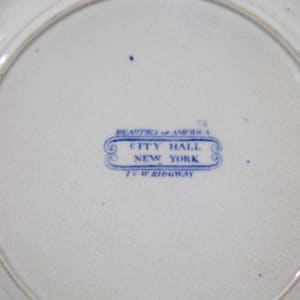 BEAUTIES OF AMERICA
CITY HALL
NEW YORK
J & W RIDGWAY